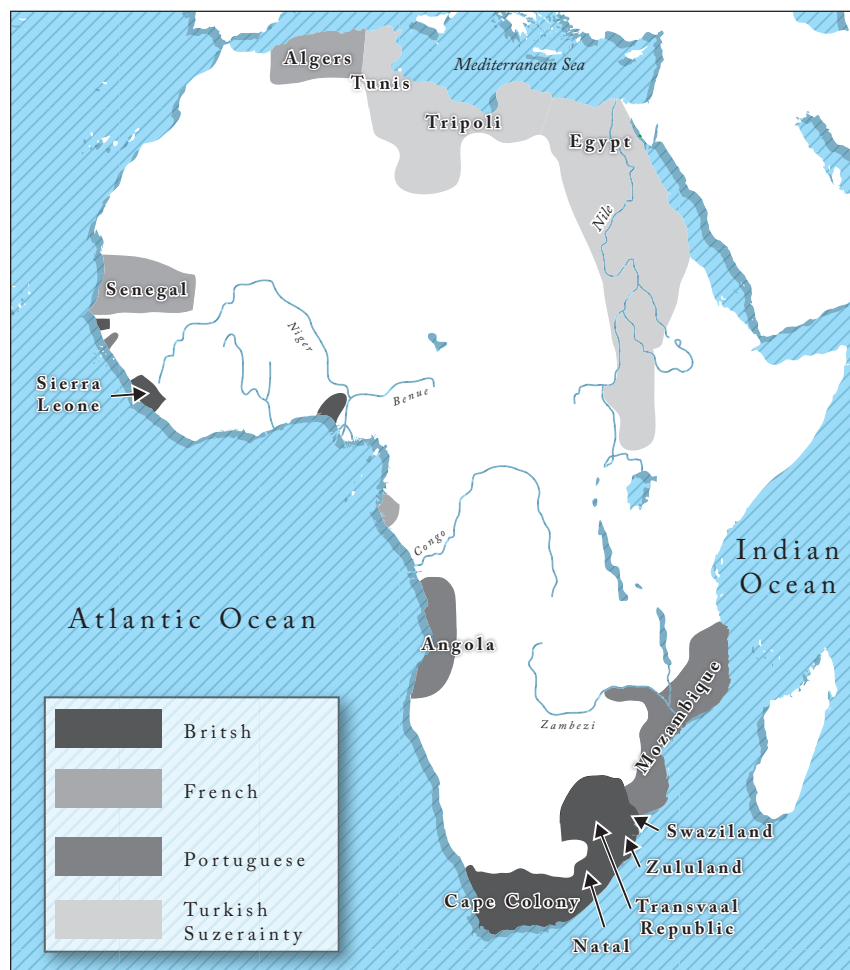 Algers
Mediterranean Sea
Tunis
Tripoli
Egypt
Nile
Senegal
Niger
Sierra
Leone
Benue
Congo
Indian
Ocean
Atlantic Ocean
Angola
Mozambique
Zambezi
Britsh
French
Portuguese
Turkish
Suzerainty
Swaziland
Zululand
Cape Colony
Transvaal
Republic
Natal